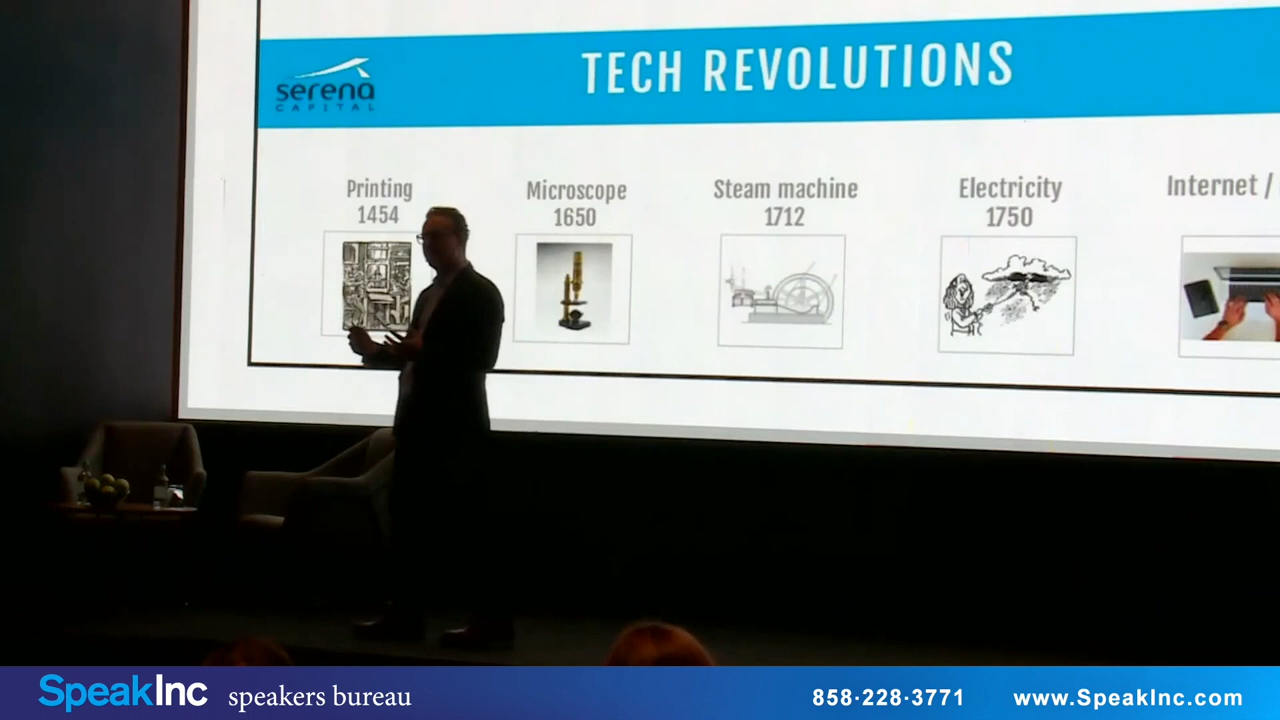 serena
CAPITAL
TECH REVOLUTIONS
Printing
1454
Microscope
1650
Steam machine
1712
Electricity
1750
Internet /
SpeakInc speakers bureau
858·228·3771
www.SpeakInc.com